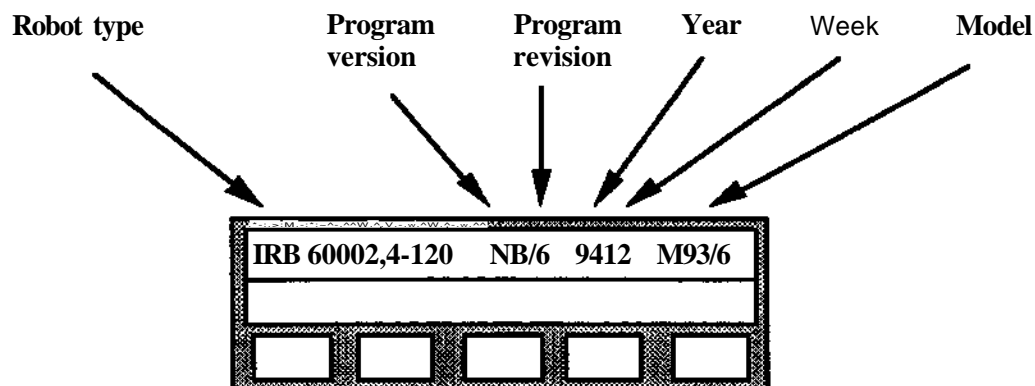 Robot type Program version Program revision Year Week Model
IRB 60002,4-120 NB/6 9412 M93/6